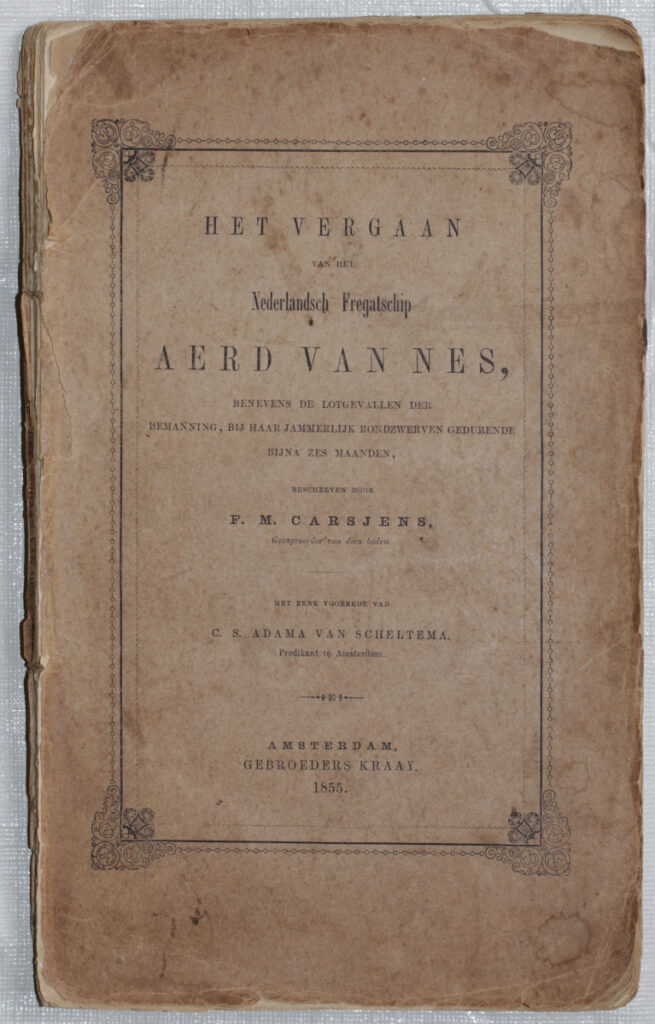 HET VERGAAN
VAN HET
Nederlandsch Fregatschip
AERD VAN NES,
BENEVENS DE LOTGEVALLEN DER
BEMANNING, BIJ HAAR JAMMERLIJK RONDZWERVEN GEDURENDE
BIJNA ZES MAANDEN,
BESCHREVEN DOOR
F. M. CARSJENS,
Gezagvoerder van dien bodem.
MET EENE VOORREDE VAN
C. S. ADAMA VAN SCHELTEMA.
Predikant te Amsterdam.
AMSTERDAM,
GEBROEDERS KRAAY.
1855.